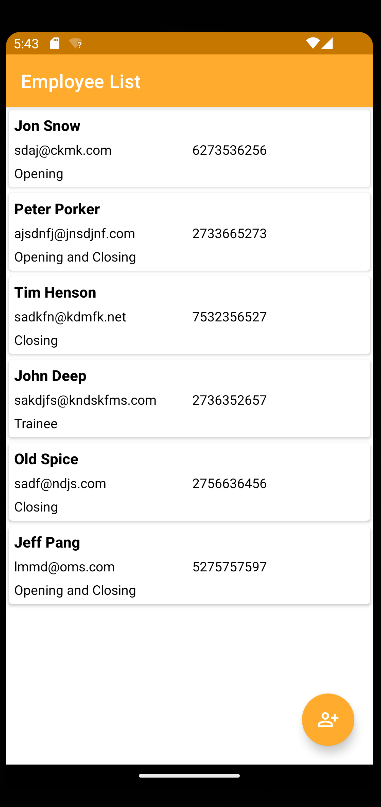 5:43
Employee List
Jon Snow
sdaj@ckmk.com 6273536256
Opening
Peter Porker
ajsdnfj@jnsdjnf.com 2733665273
Opening and Closing
Tim Henson
sadkfn@kdmfk.net 7532356527
Closing
John Deep
sakdjfs@kndskfms.com 2736352657
Trainee
Old Spice
sadf@ndjs.com 2756636456
Closing
Jeff Pang
lmmd@oms.com 5275757597
Opening and Closing